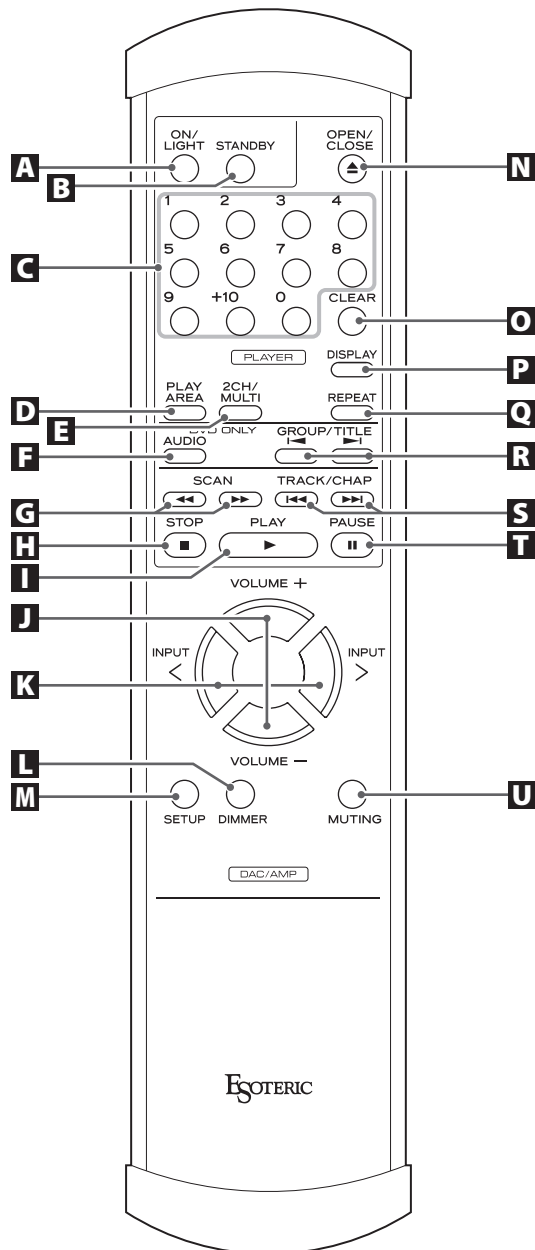 ON/ LIGHT STANDBY OPEN/ CLOSE
A
B
N
1 2 3 4
5 6 7 8
C
9 +10 0 CLEAR
O
PLAYER DISPLAY
P
PLAY AREA 2CH/ MULTI REPEAT
D
E
Q
DVD ONLY
AUDIO GROUP/TITLE
F
R
SCAN TRACK/CHAP
G
S
STOP PLAY PAUSE
H
T
I
VOLUME +
J
INPUT INPUT
< >
K
VOLUME −
L
M
U
SETUP DIMMER MUTING
DAC/AMP
ESOTERIC